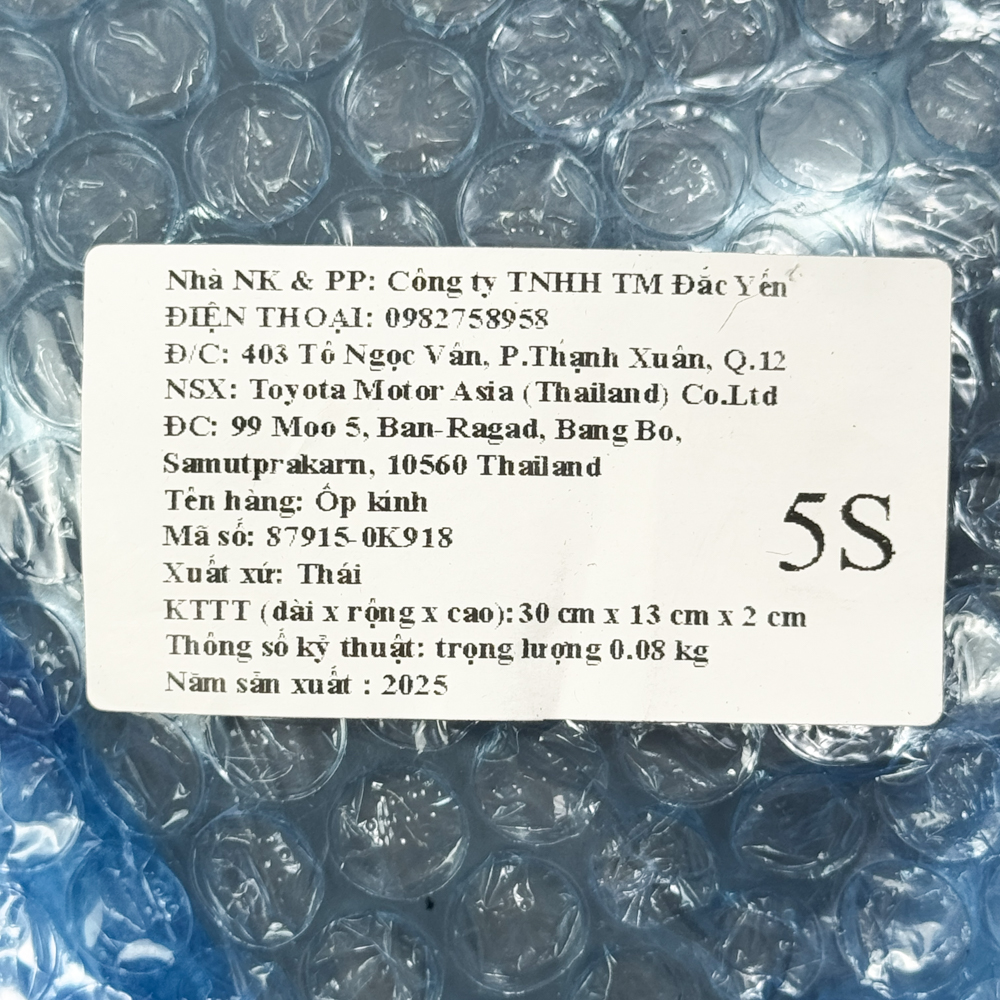 Nhà NK & PP: Công ty TNHH TM Đắc Yến
ĐIỆN THOẠI: 0982758958
Đ/C: 403 Tô Ngọc Vân, P.Thạnh Xuân, Q.12
NSX: Toyota Motor Asia (Thailand) Co.Ltd
ĐC: 99 Moo 5, Ban-Ragad, Bang Bo,
Samutprakarn, 10560 Thailand
Tên hàng: Ốp kính
Mã số: 87915-0K918
Xuất xứ: Thái
KTTT (dài x rộng x cao): 30 cm x 13 cm x 2 cm
Thông số kỹ thuật: trọng lượng 0.08 kg
Năm sản xuất : 2025
5S